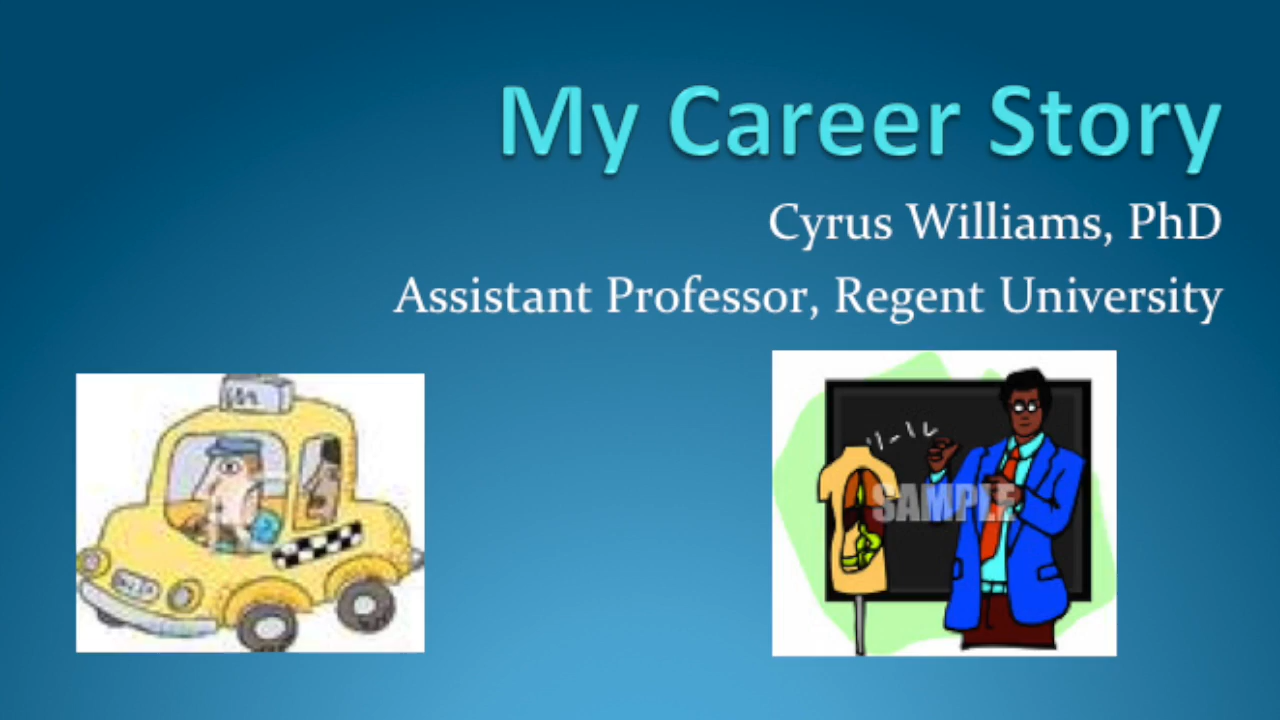 My Career Story
Cyrus Williams, PhD
Assistant Professor, Regent University
SAMPLE